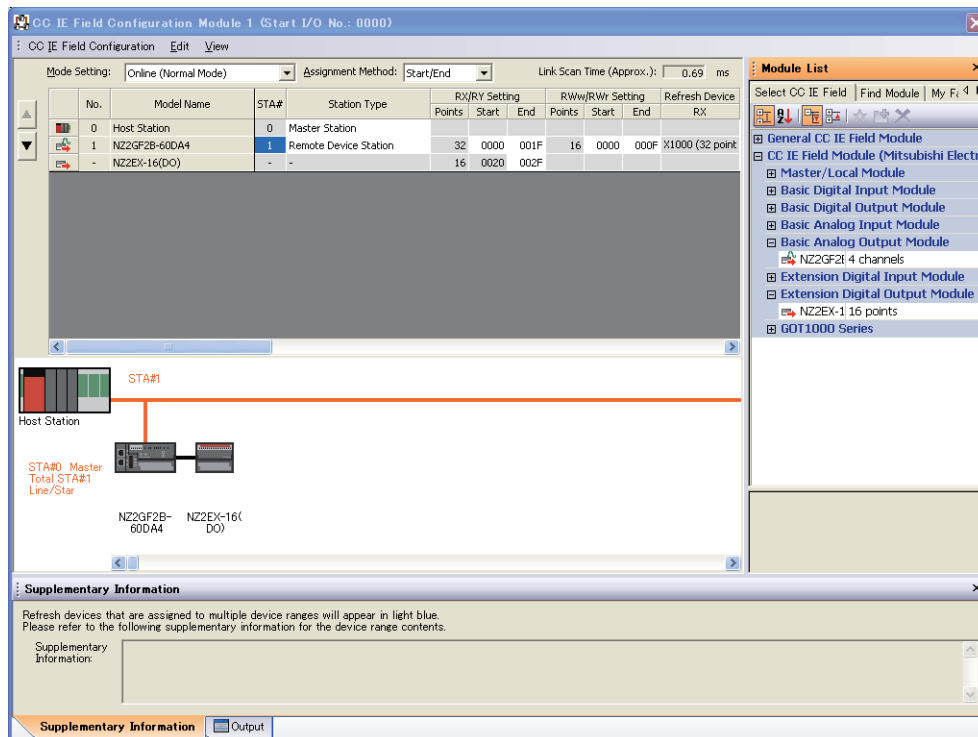 CC IE Field Configuration Module 1 (Start I/O No.: 0000)
CC IE Field Configuration Edit View
Mode Setting: Online (Normal Mode) Assignment Method: Start/End Link Scan Time (Approx.): 0.69 ms
No. Model Name STA# Station Type RX/RY Setting RWw/RWr Setting Refresh Device
Points Start End Points Start End RX
0 Host Station 0 Master Station
1 NZ2GF2B-60DA4 1 Remote Device Station 32 0000 001F 16 0000 000F X1000 (32 point
- NZ2EX-16(DO) - - 16 0020 002F
Module List
Select CC IE Field Find Module My Fa
General CC IE Field Module
CC IE Field Module (Mitsubishi Electr
Master/Local Module
Basic Digital Input Module
Basic Digital Output Module
Basic Analog Input Module
Basic Analog Output Module
NZ2GF2E 4 channels
Extension Digital Input Module
Extension Digital Output Module
NZ2EX-1 16 points
GOT1000 Series
STA#1
Host Station
STA#0 Master
Total STA#1
Line/Star
NZ2GF2B-
60DA4
NZ2EX-16(
DO)
Supplementary Information
Refresh devices that are assigned to multiple device ranges will appear in light blue.
Please refer to the following supplementary information for the device range contents.
Supplementary
Information:
Supplementary Information Output